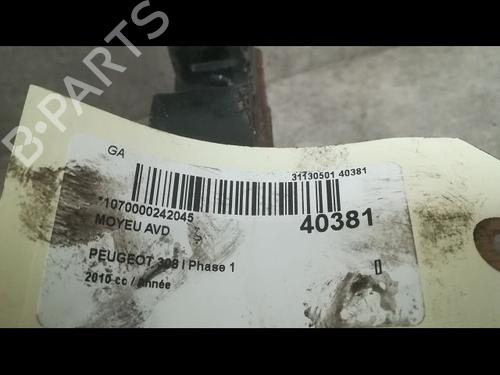 B-PARTS
GA
31130501 40381
*1070000242045
40381
MOYEU AVD
PEUGEOT 308 I Phase 1
2010 cc / Année